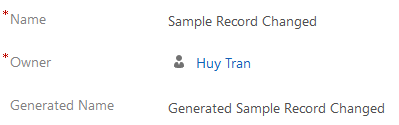 * Name Sample Record Changed
* Owner Huy Tran
Generated Name Generated Sample Record Changed